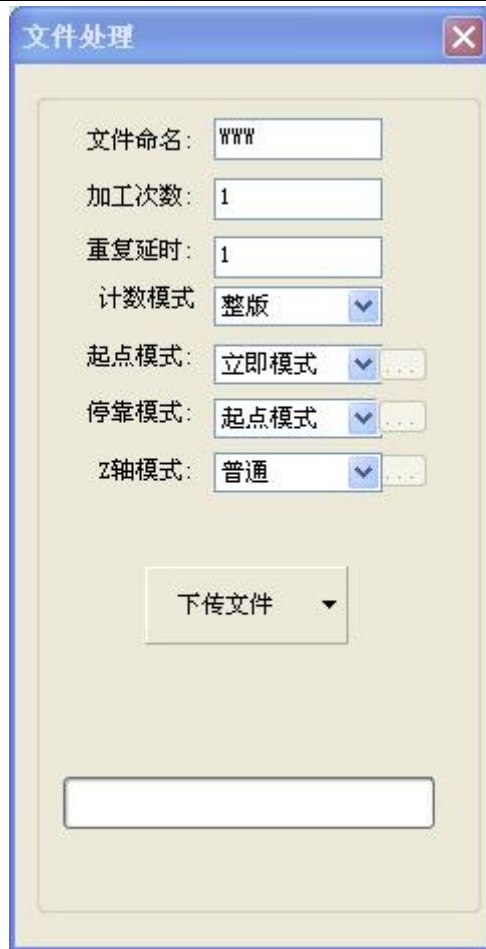 文件处理
文件命名: WWW
加工次数: 1
重复延时: 1
计数模式 整版
起点模式: 立即模式 ...
停靠模式: 起点模式 ...
Z轴模式: 普通 ...
下传文件